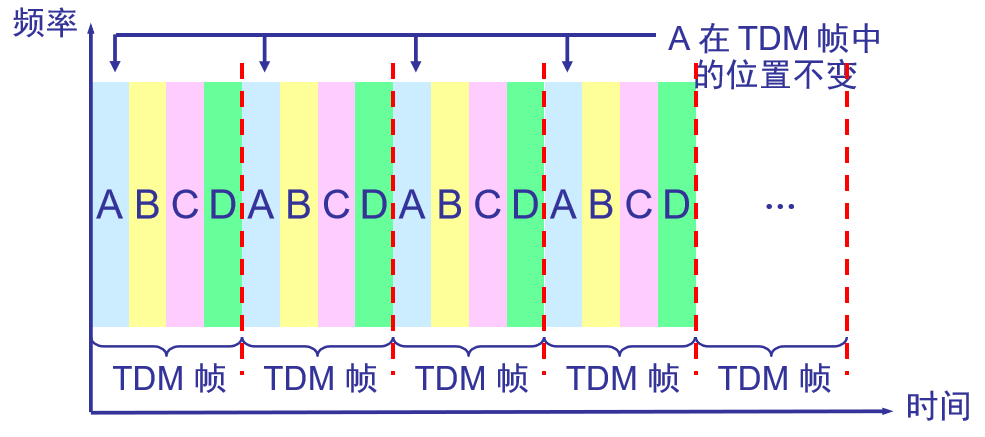 频率
A 在 TDM 帧中
的位置不变
A B C D A B C D A B C D A B C D ...
TDM 帧 TDM 帧 TDM 帧 TDM 帧 TDM 帧
时间